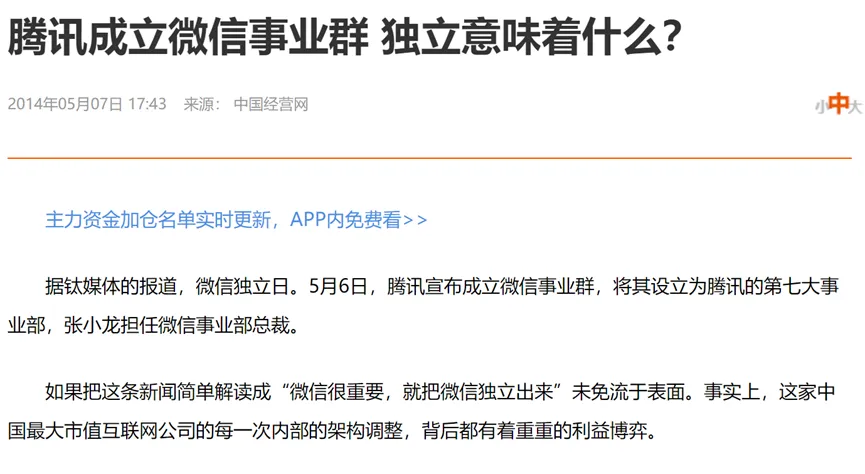 腾讯成立微信事业群 独立意味着什么？
2014年05月07日 17:43 来源： 中国经营网
小中大
主力资金加仓名单实时更新，APP内免费看>>
据钛媒体的报道，微信独立日。5月6日，腾讯宣布成立微信事业群，将其设立为腾讯的第七大事
业部，张小龙担任微信事业部总裁。
如果把这条新闻简单解读成“微信很重要，就把微信独立出来”未免流于表面。事实上，这家中
国最大市值互联网公司的每一次内部的架构调整，背后都有着重重的利益博弈。